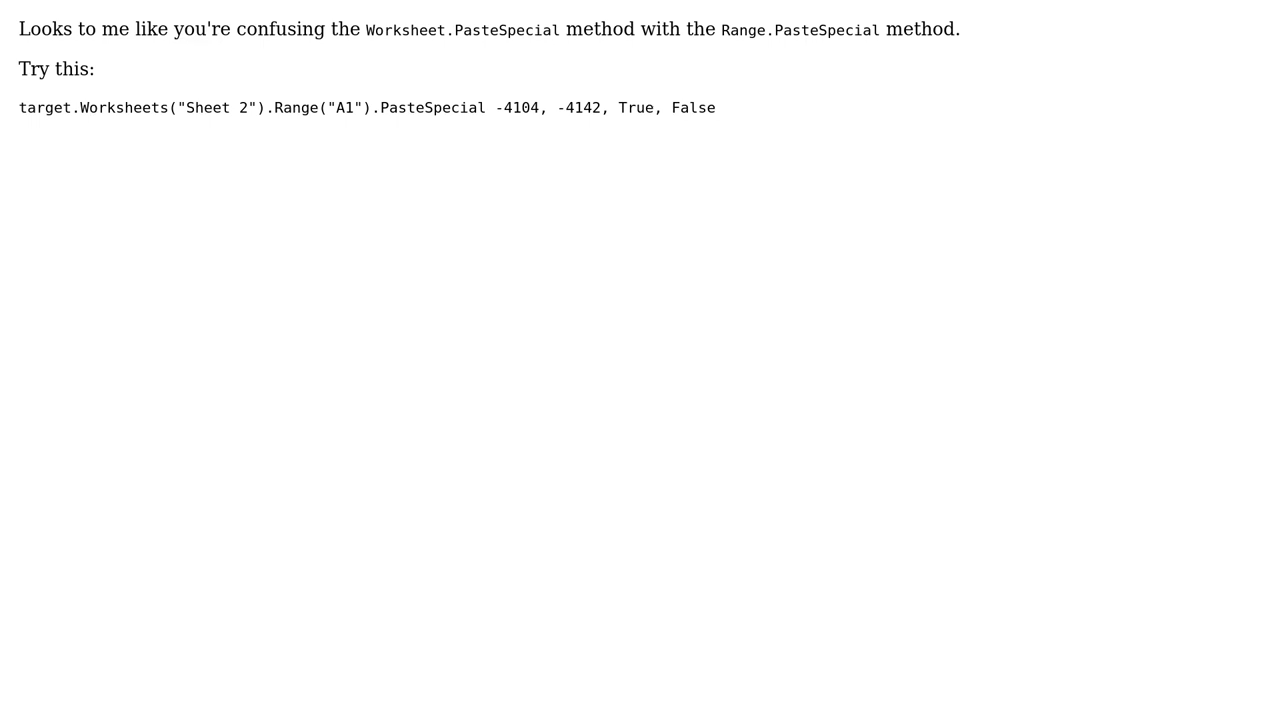 Looks to me like you're confusing the Worksheet.PasteSpecial method with the Range.PasteSpecial method.
Try this:
target.Worksheets("Sheet 2").Range("A1").PasteSpecial -4104, -4142, True, False